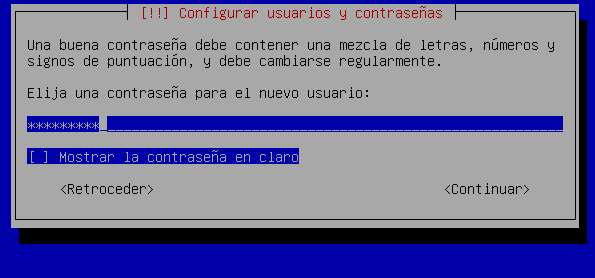 [!!] Configurar usuarios y contraseñas
Una buena contraseña debe contener una mezcla de letras, números y
signos de puntuación, y debe cambiarse regularmente.
Elija una contraseña para el nuevo usuario:
*********
[ ] Mostrar la contraseña en claro
<Retroceder> <Continuar>